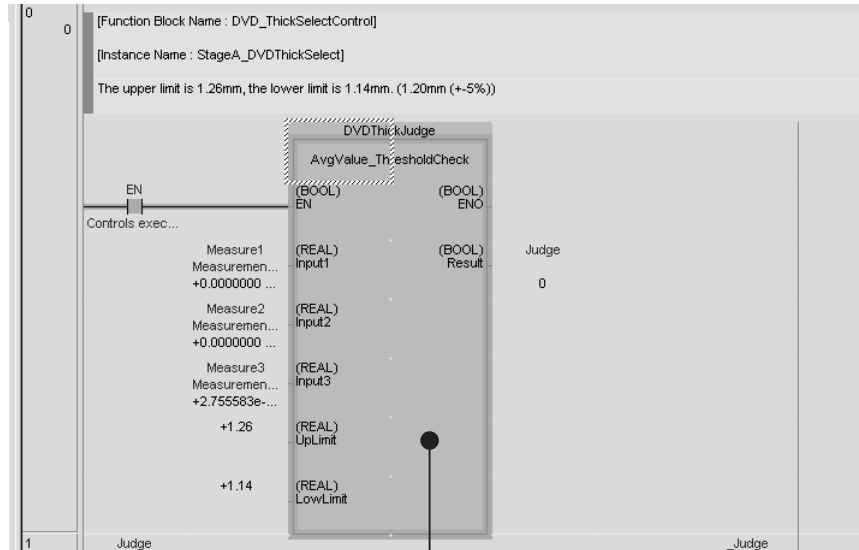 0
0
[Function Block Name : DVD_ThickSelectControl]
[Instance Name : StageA_DVDThickSelect]
The upper limit is 1.26mm, the lower limit is 1.14mm. (1.20mm (+-5%))
DVDThickJudge
AvgValue_ThresholdCheck
EN
(BOOL) (BOOL)
EN ENO
Controls exec...
Measure1 (REAL) (BOOL) Judge
Measuremen... Input1 Result
+0.0000000 ... 0
Measure2 (REAL)
Measuremen... Input2
+0.0000000 ...
Measure3 (REAL)
Measuremen... Input3
+2.755583e-...
+1.26 (REAL)
UpLimit
+1.14 (REAL)
LowLimit
1 Judge _Judge